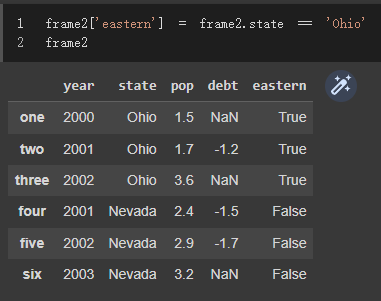 1 frame2['eastern'] = frame2.state == 'Ohio'
2 frame2
year state pop debt eastern
one 2000 Ohio 1.5 NaN True
two 2001 Ohio 1.7 -1.2 True
three 2002 Ohio 3.6 NaN True
four 2001 Nevada 2.4 -1.5 False
five 2002 Nevada 2.9 -1.7 False
six 2003 Nevada 3.2 NaN False